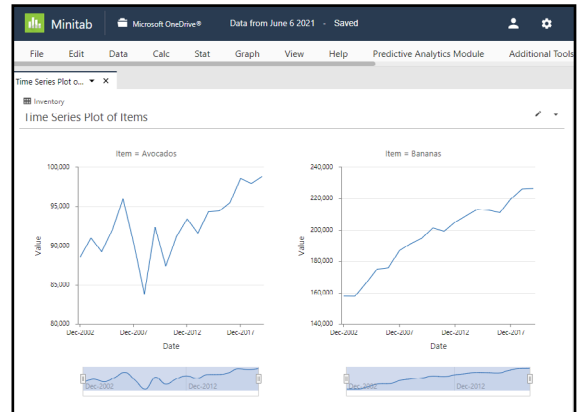 Minitab Microsoft OneDrive® Data from June 6 2021 - Saved
File Edit Data Calc Stat Graph View Help Predictive Analytics Module Additional Tools
Time Series Plot o... X
Inventory
Time Series Plot of Items
Item = Avocados
100,000
95,000
90,000
85,000
80,000
Value
Dec-2002 Dec-2007 Dec-2012 Dec-2017
Date
Dec-2002 Dec-2012
Item = Bananas
240,000
220,000
200,000
180,000
160,000
140,000
Value
Dec-2002 Dec-2007 Dec-2012 Dec-2017
Date
Dec-2002 Dec-2012